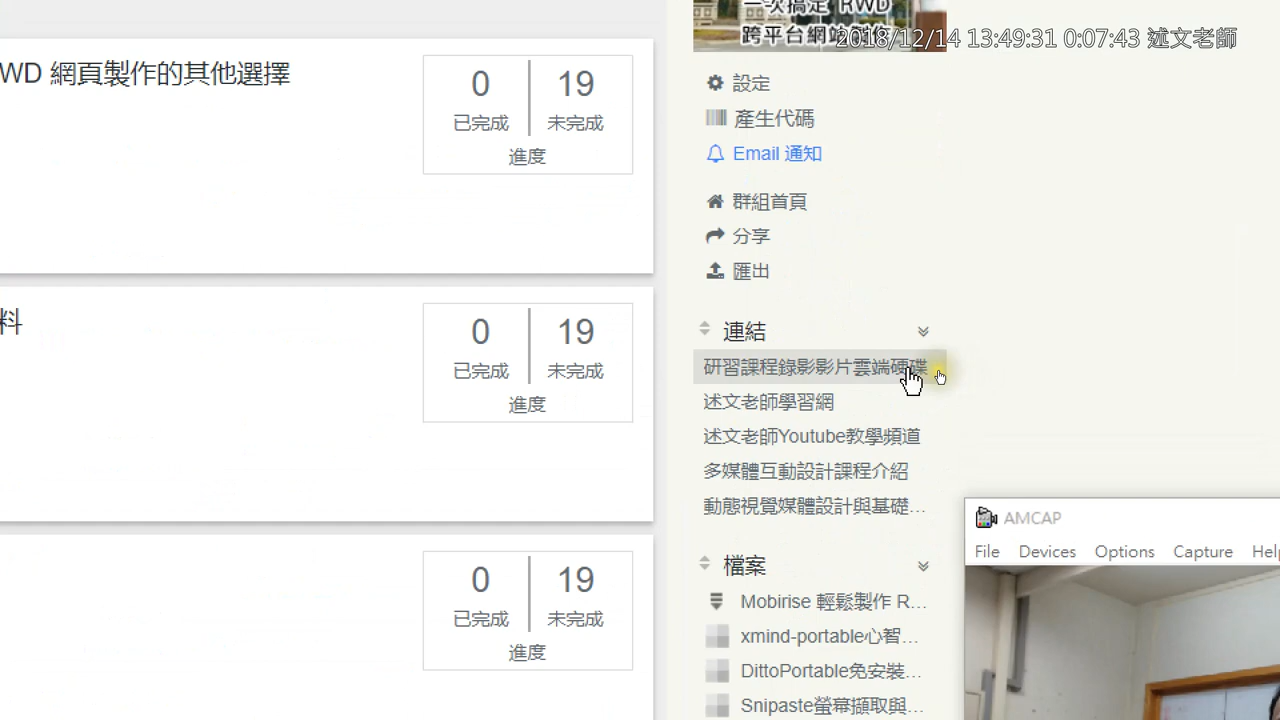 一次搞定 RWD
跨平台網站製作
2018/12/14 13:49:31 0:07:43 述文老師
WD 網頁製作的其他選擇
0 19
已完成 未完成
進度
料
0 19
已完成 未完成
進度
0 19
已完成 未完成
進度
設定
產生代碼
Email 通知
群組首頁
分享
匯出
連結
研習課程錄影影片雲端硬碟
述文老師學習網
述文老師Youtube教學頻道
多媒體互動設計課程介紹
動態視覺媒體設計與基礎...
檔案
Mobirise 輕鬆製作 R...
xmind-portable心智...
DittoPortable免安裝...
Snipaste螢幕擷取與...
AMCAP
File Devices Options Capture Help